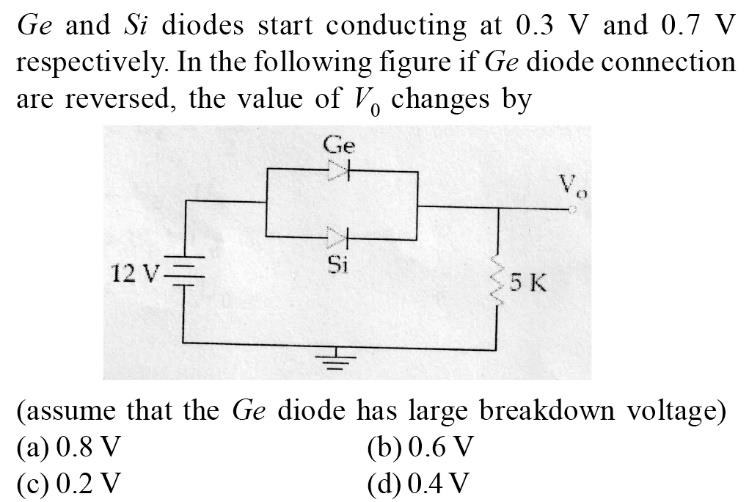 Ge and Si diodes start conducting at 0.3 V and 0.7 V
respectively. In the following figure if Ge diode connection
are reversed, the value of V₀ changes by
Ge
Vo
Si
12 V
5 K
(assume that the Ge diode has large breakdown voltage)
(a) 0.8 V (b) 0.6 V
(c) 0.2 V (d) 0.4 V